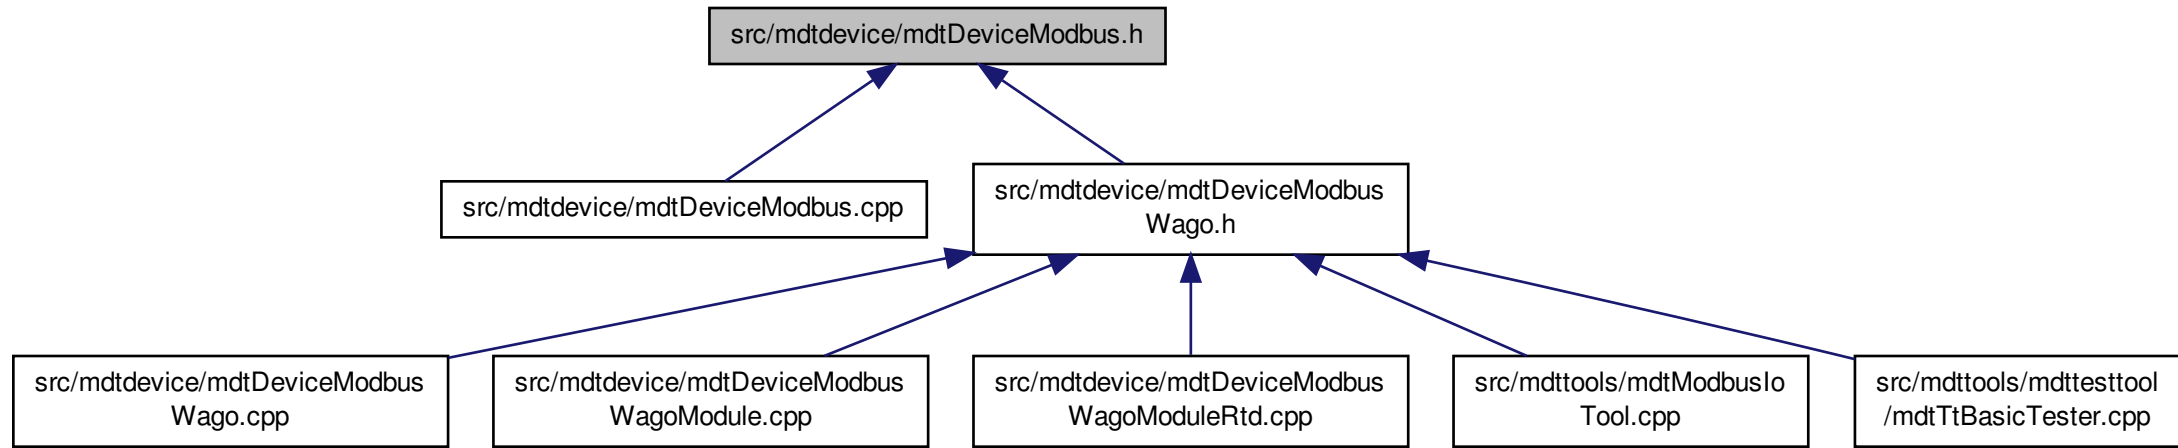 src/mdtdevice/mdtDeviceModbus.h
src/mdtdevice/mdtDeviceModbus.cpp
src/mdtdevice/mdtDeviceModbus
Wago.h
src/mdtdevice/mdtDeviceModbus
Wago.cpp
src/mdtdevice/mdtDeviceModbus
WagoModule.cpp
src/mdtdevice/mdtDeviceModbus
WagoModuleRtd.cpp
src/mdttools/mdtModbusIo
Tool.cpp
src/mdttools/mdttesttool
/mdtTtBasicTester.cpp